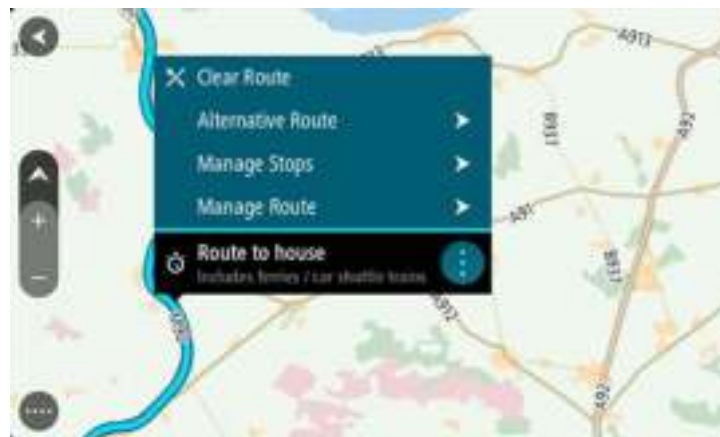 A913
Clear Route
Alternative Route
A92
Manage Stops
Manage Route
A91
Route to house
Includes ferries / car shuttle trains
B937
A912
A92